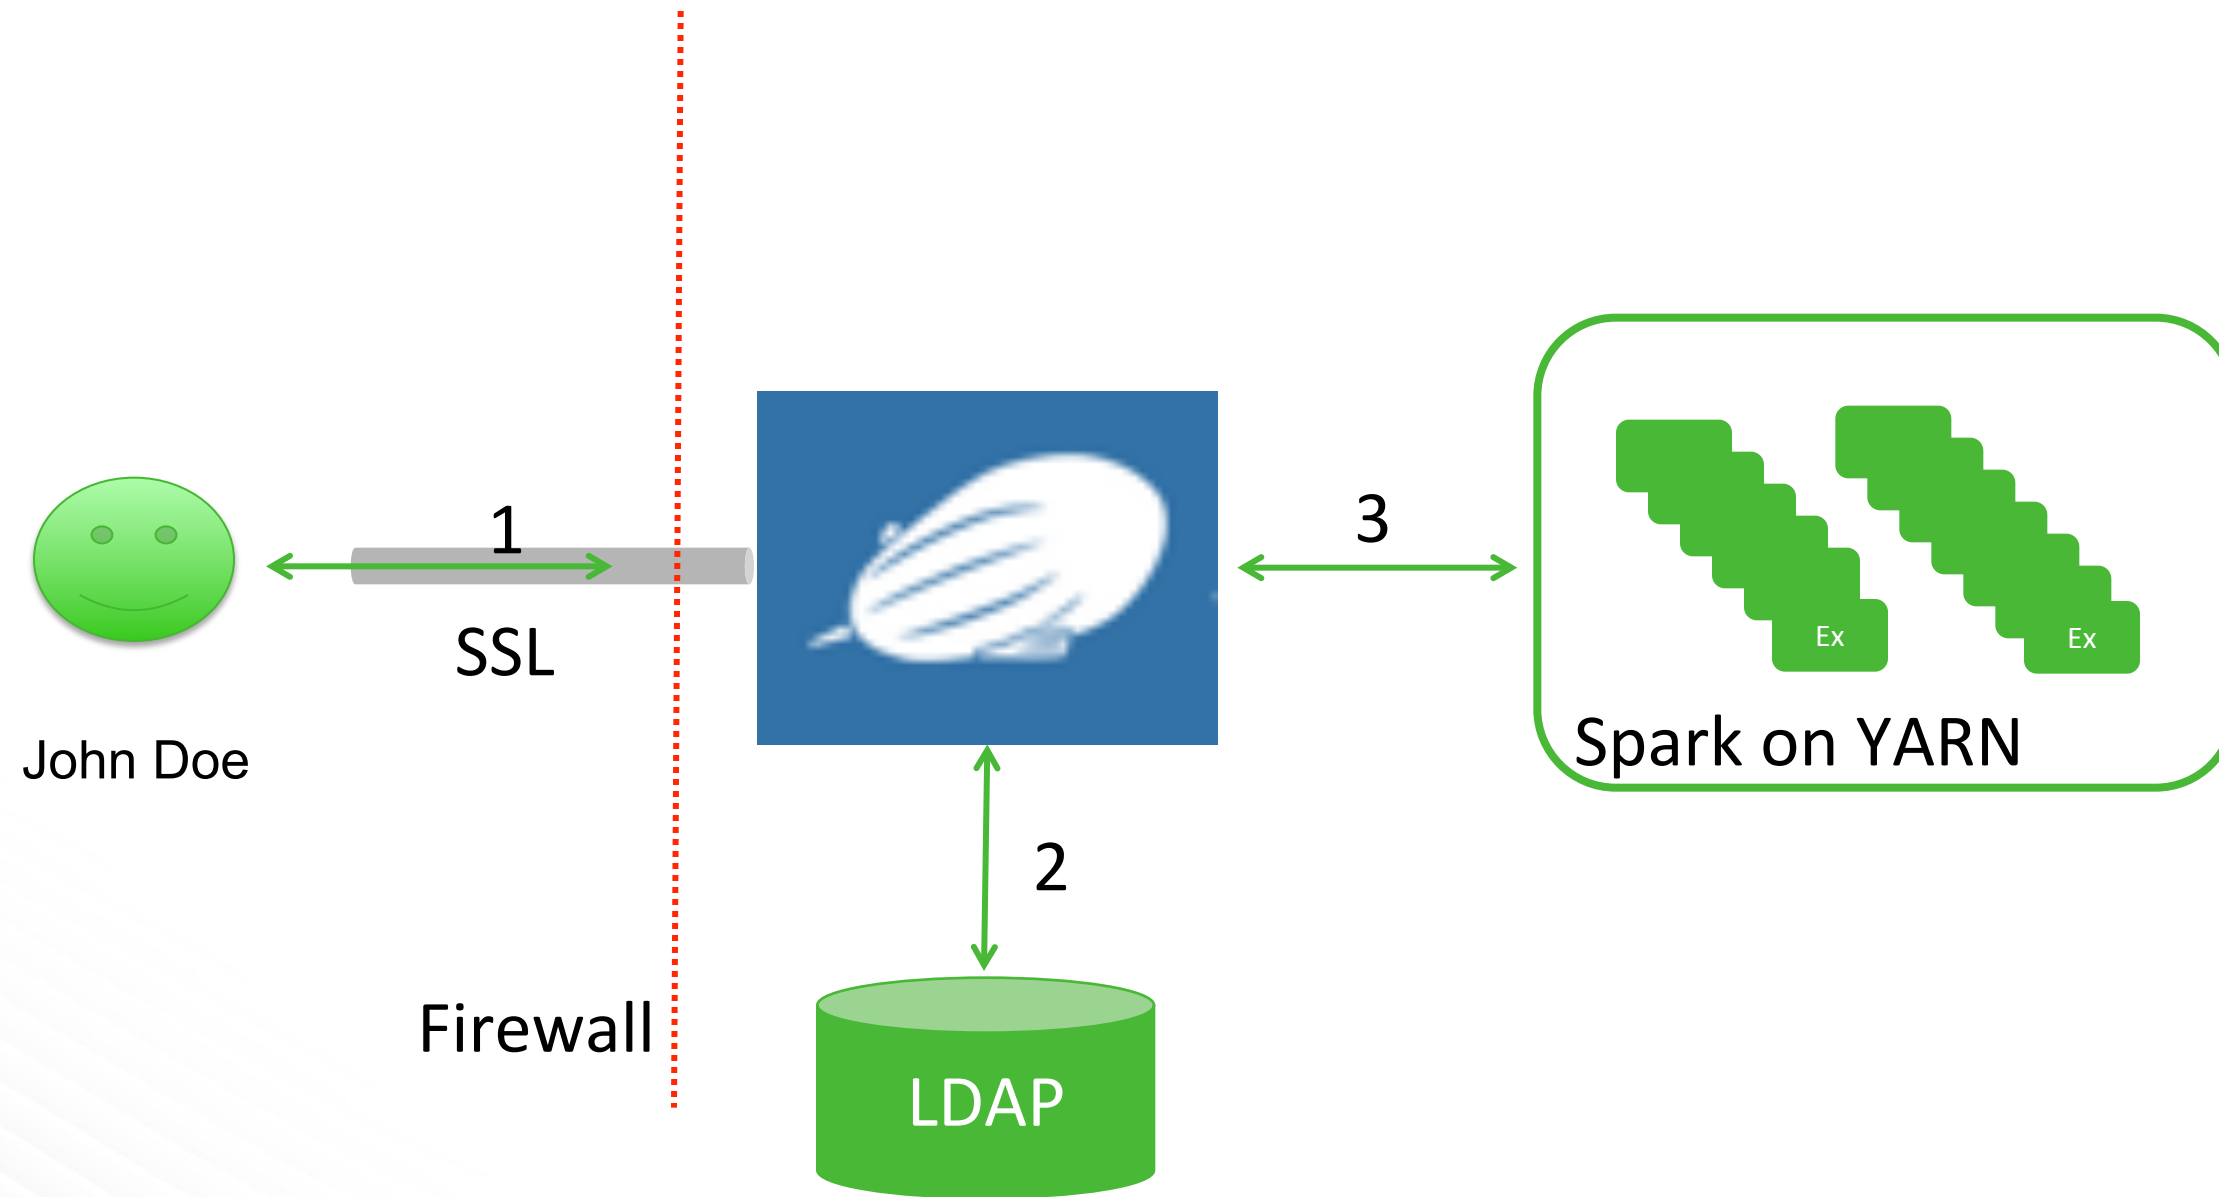 1
SSL
John Doe
Firewall
2
LDAP
3
Ex
Ex
Spark on YARN